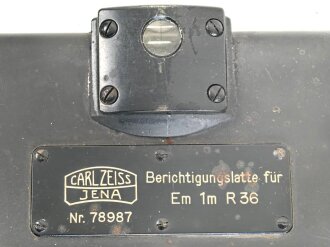 CARL ZEISS
JENA
Nr. 78987
Berichtigungslatte für
Em 1m R 36